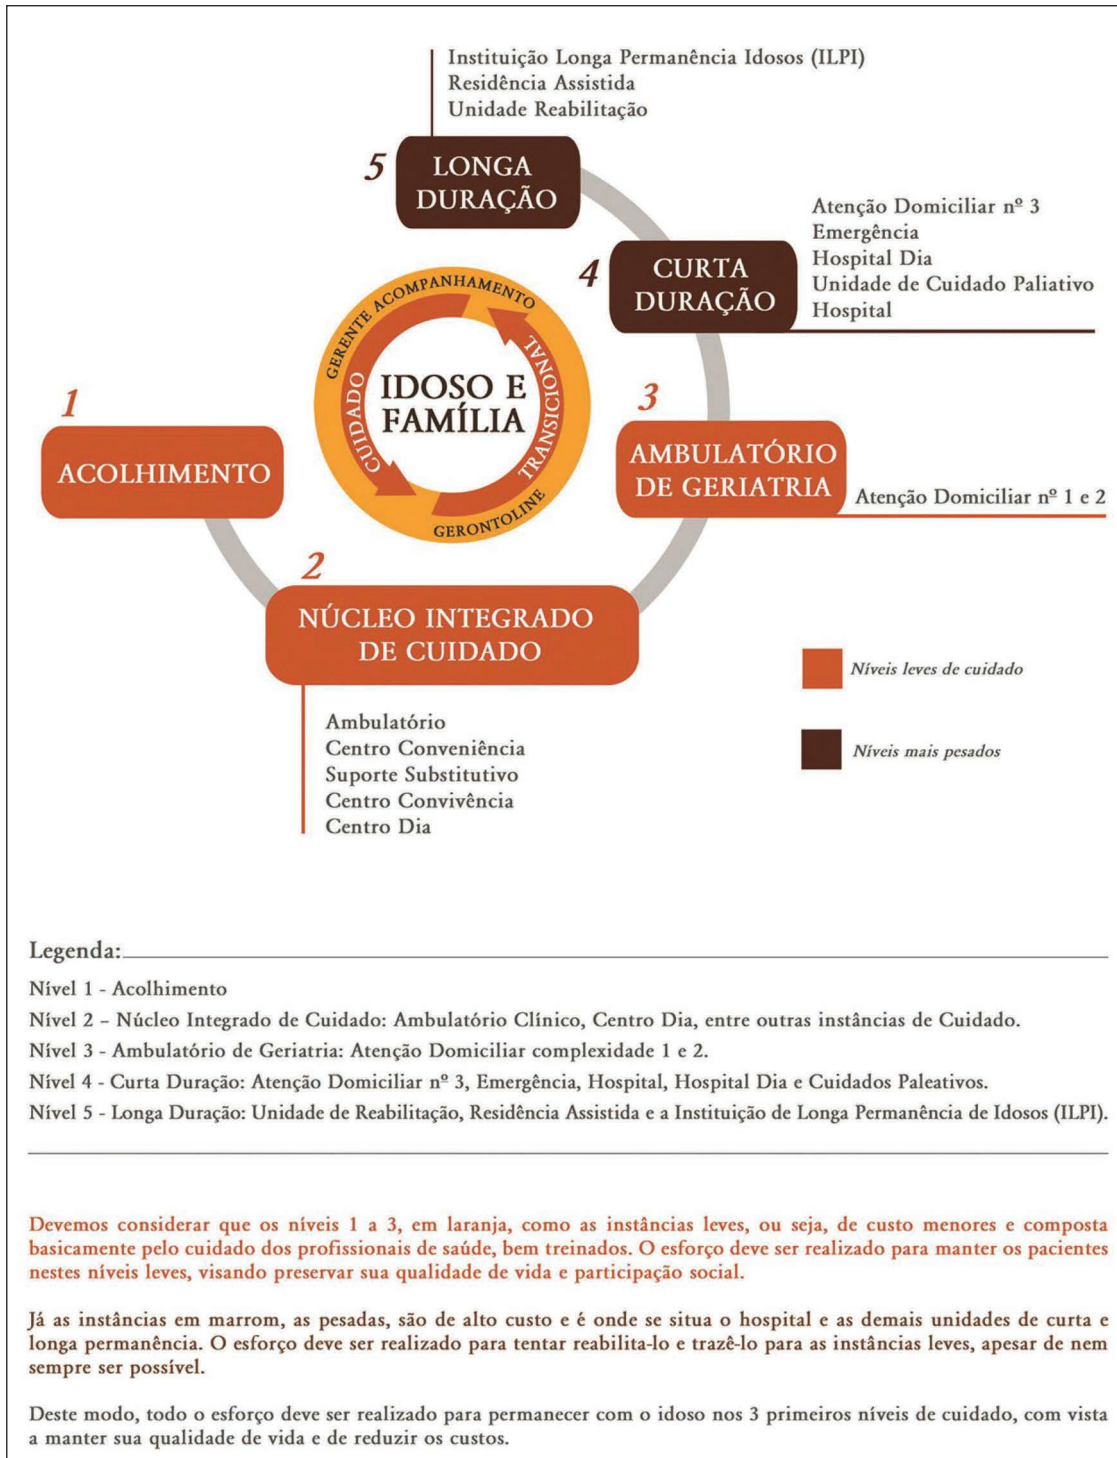 Instituição Longa Permanência Idosos (ILPI)
Residência Assistida
Unidade Reabilitação
5
LONGA
DURAÇÃO
Atenção Domiciliar nº 3
Emergência
Hospital Dia
Unidade de Cuidado Paliativo
Hospital
4
CURTA
DURAÇÃO
GERENTE ACOMPANHAMENTO
CUIDADO
TRANSICIONAL
GERONTOLINE
IDOSO E
FAMÍLIA
1
ACOLHIMENTO
3
AMBULATÓRIO
DE GERIATRIA
Atenção Domiciliar nº 1 e 2
2
NÚCLEO INTEGRADO
DE CUIDADO
Ambulatório
Centro Conveniência
Suporte Substitutivo
Centro Convivência
Centro Dia
Níveis leves de cuidado
Níveis mais pesados
Legenda:
Nível 1 - Acolhimento
Nível 2 – Núcleo Integrado de Cuidado: Ambulatório Clínico, Centro Dia, entre outras instâncias de Cuidado.
Nível 3 - Ambulatório de Geriatria: Atenção Domiciliar complexidade 1 e 2.
Nível 4 - Curta Duração: Atenção Domiciliar nº 3, Emergência, Hospital, Hospital Dia e Cuidados Paleativos.
Nível 5 - Longa Duração: Unidade de Reabilitação, Residência Assistida e a Instituição de Longa Permanência de Idosos (ILPI).
Devemos considerar que os níveis 1 a 3, em laranja, como as instâncias leves, ou seja, de custo menores e composta
basicamente pelo cuidado dos profissionais de saúde, bem treinados. O esforço deve ser realizado para manter os pacientes
nestes níveis leves, visando preservar sua qualidade de vida e participação social.
Já as instâncias em marrom, as pesadas, são de alto custo e é onde se situa o hospital e as demais unidades de curta e
longa permanência. O esforço deve ser realizado para tentar reabilita-lo e trazê-lo para as instâncias leves, apesar de nem
sempre ser possível.
Deste modo, todo o esforço deve ser realizado para permanecer com o idoso nos 3 primeiros níveis de cuidado, com vista
a manter sua qualidade de vida e de reduzir os custos.